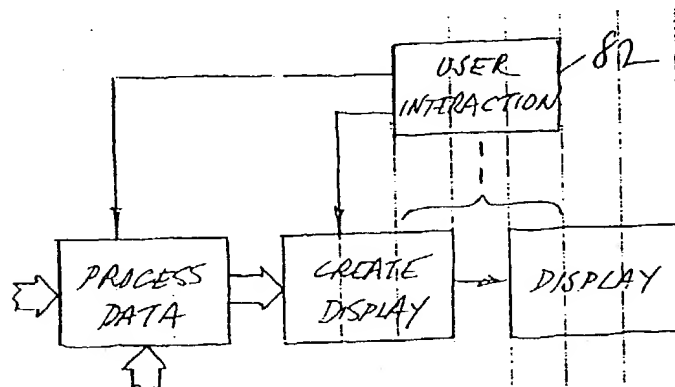 USER
INTERACTION
82
PROCESS
DATA
CREATE
DISPLAY
DISPLAY